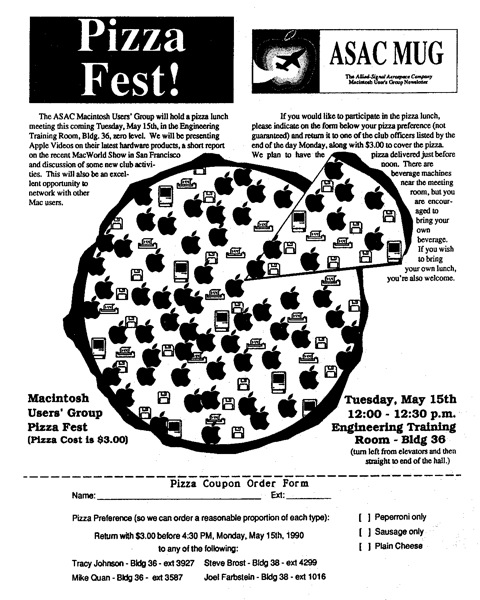 Pizza
Fest!
ASAC MUG
The Allied-Signal Aerospace Company
Macintosh User's Group Newsletter
The ASAC Macintosh Users' Group will hold a pizza lunch
meeting this coming Tuesday, May 15th, in the Engineering
Training Room, Bldg. 36, zero level. We will be presenting
Apple Videos on their latest hardware products, a short report
on the recent MacWorld Show in San Francisco
and discussion of some new club activi-
ties. This will also be an excel-
lent opportunity to
network with other
Mac users.
If you would like to participate in the pizza lunch,
please indicate on the form below your pizza preference (not
guaranteed) and return it to one of the club officers listed by the
end of the day Monday, along with $3.00 to cover the pizza.
We plan to have the pizza delivered just before
noon. There are
beverage machines
near the meeting
room, but you
are encour-
aged to
bring your
own
beverage.
If you wish
to bring
your own lunch,
you're also welcome.
Macintosh
Users' Group
Pizza Fest
(Pizza Cost is $3.00)
Tuesday, May 15th
12:00 - 12:30 p.m.
Engineering Training
Room - Bldg 36
(turn left from elevators and then
straight to end of the hall.)
Pizza Coupon Order Form
Name: Ext:
Pizza Preference (so we can order a reasonable proportion of each type):
[ ] Peperroni only
[ ] Sausage only
[ ] Plain Cheese
Return with $3.00 before 4:30 PM, Monday, May 15th, 1990
to any of the following:
Tracy Johnson - Bldg 36 - ext 3927 Steve Brost - Bldg 38 - ext 4299
Mike Quan - Bldg 36 - ext 3587 Joel Farbstein - Bldg 38 - ext 1016